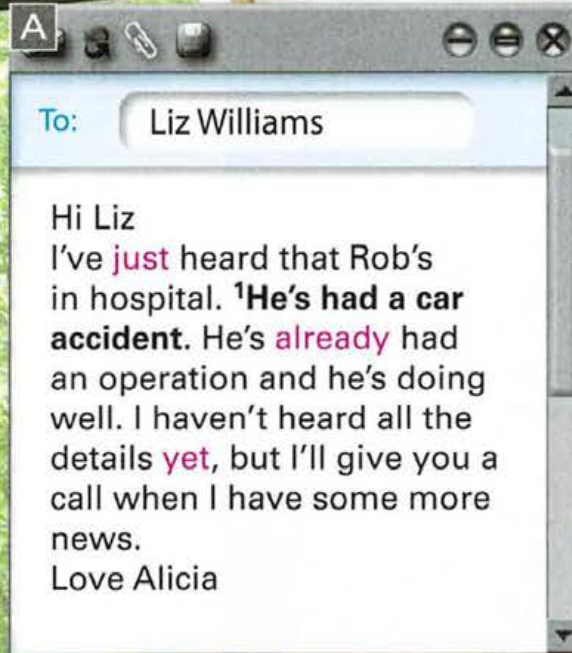 A
To: Liz Williams
Hi Liz
I've just heard that Rob's
in hospital. ¹He's had a car
accident. He's already had
an operation and he's doing
well. I haven't heard all the
details yet, but I'll give you a
call when I have some more
news.
Love Alicia